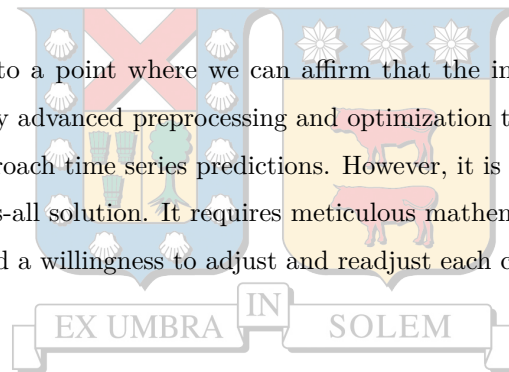 to a point where we can affirm that the in
y advanced preprocessing and optimization t
roach time series predictions. However, it is
s-all solution. It requires meticulous mathe
d a willingness to adjust and readjust each c
EX UMBRA IN SOLEM